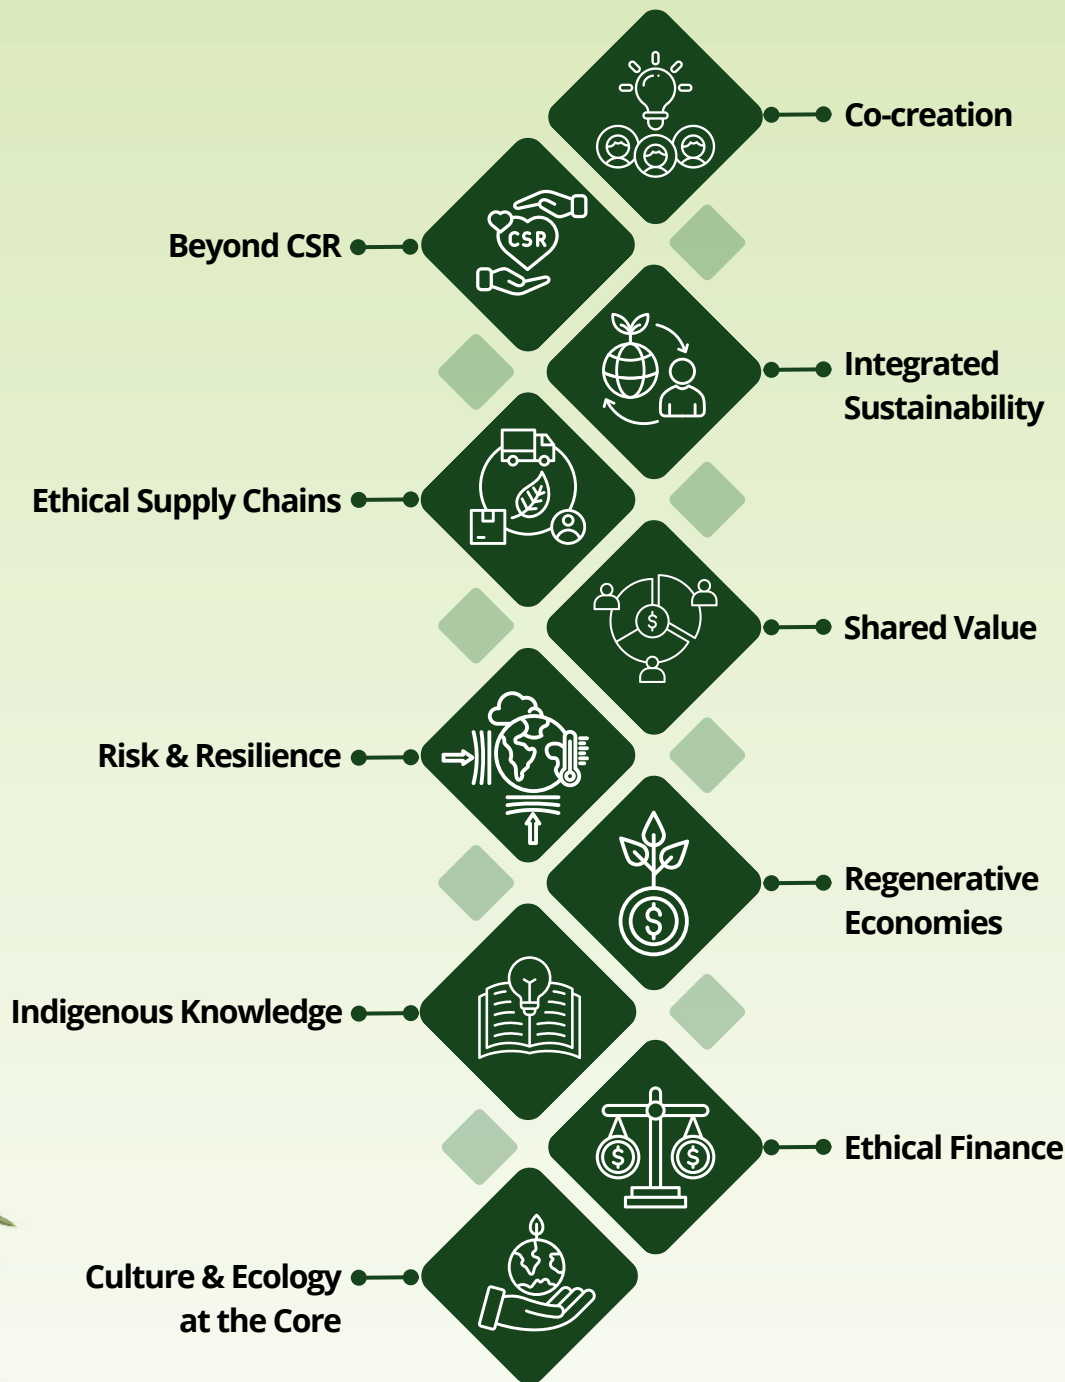 Co-creation
Beyond CSR
CSR
Integrated
Sustainability
Ethical Supply Chains
Shared Value
Risk & Resilience
Regenerative
Economies
Indigenous Knowledge
Ethical Finance
Culture & Ecology
at the Core